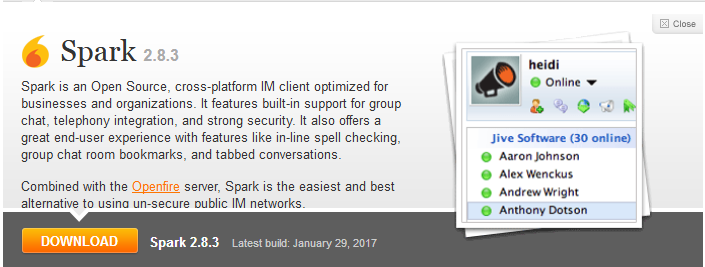 Close
Spark 2.8.3
Spark is an Open Source, cross-platform IM client optimized for
businesses and organizations. It features built-in support for group
chat, telephony integration, and strong security. It also offers a
great end-user experience with features like in-line spell checking,
group chat room bookmarks, and tabbed conversations.
Combined with the Openfire server, Spark is the easiest and best
alternative to using un-secure public IM networks.
heidi
Online
Jive Software (30 online)
Aaron Johnson
Alex Wenckus
Andrew Wright
Anthony Dotson
DOWNLOAD
Spark 2.8.3
Latest build: January 29, 2017